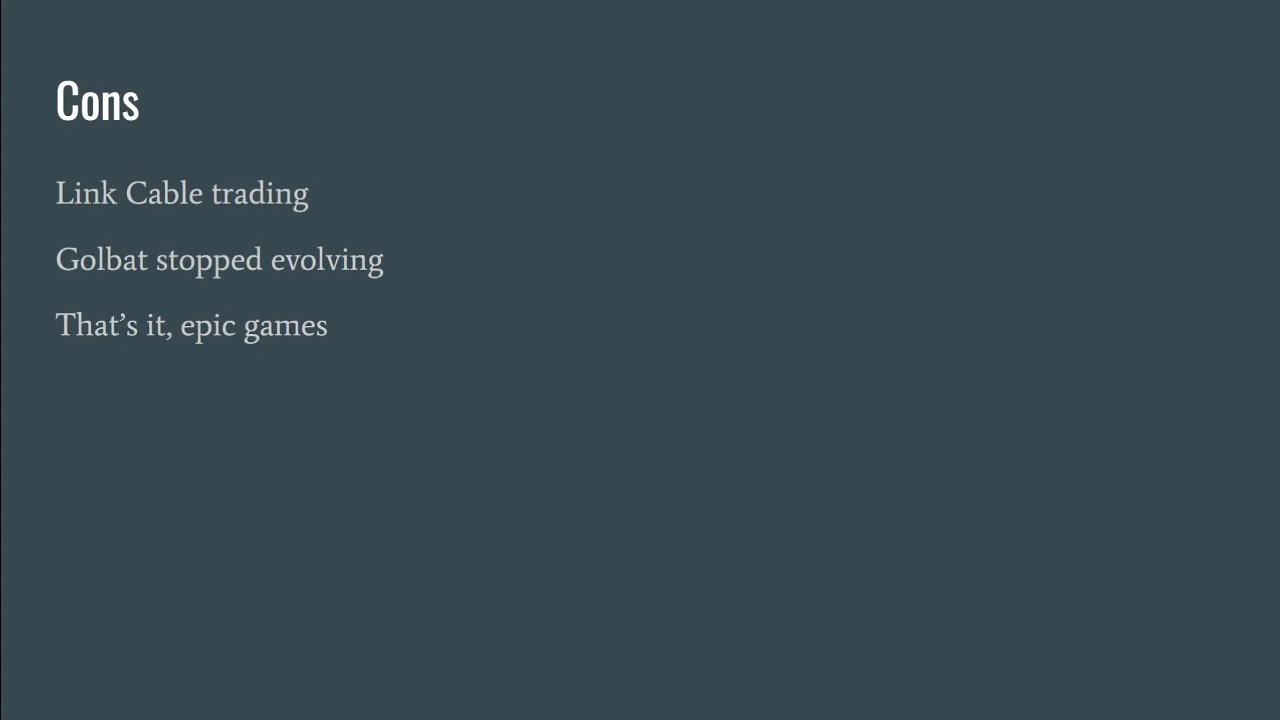 Cons
Link Cable trading
Golbat stopped evolving
That’s it, epic games